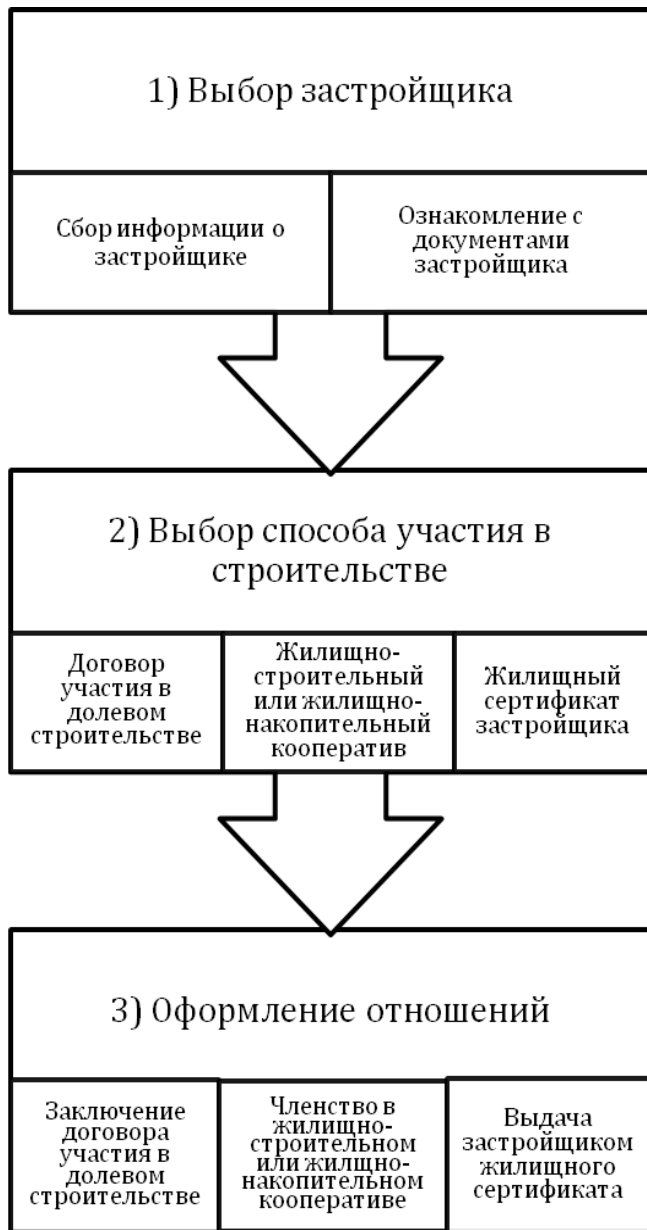 1) Выбор застройщика
Сбор информации о
застройщике
Ознакомление с
документами
застройщика
2) Выбор способа участия в
строительстве
Договор
участия в
долевом
строительстве
Жилищно-
строительный
или жилищно-
накопительный
кооператив
Жилищный
сертификат
застройщика
3) Оформление отношений
Заключение
договора
участия в
долевом
строительстве
Членство в
жилищно-
строительном
или жилщно-
накопительном
кооперативе
Выдача
застройщиком
жилищного
сертификата